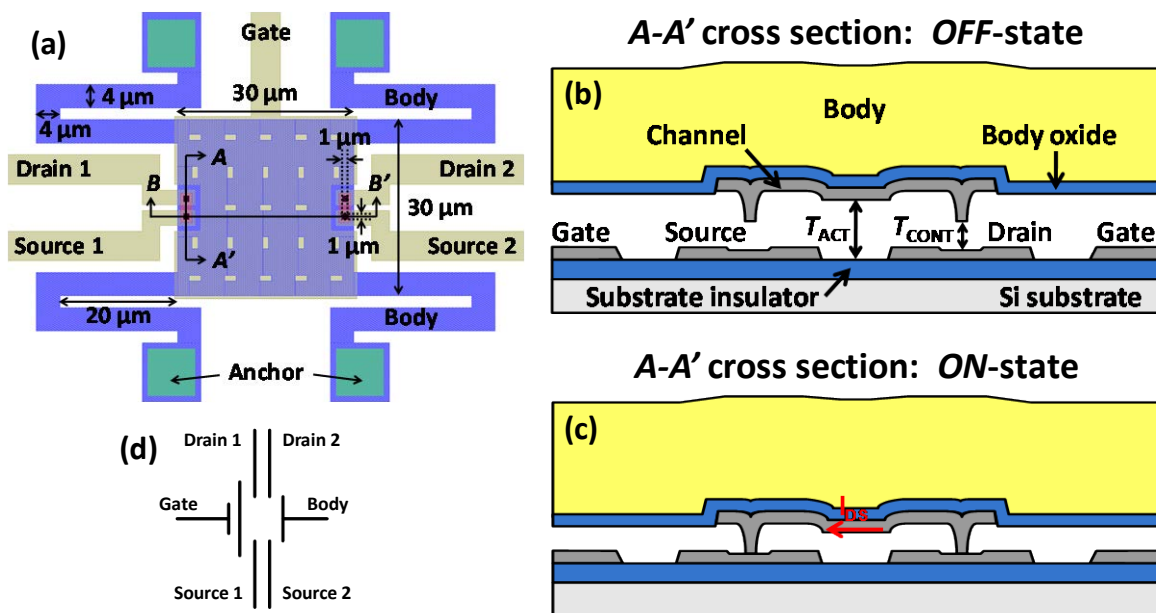 (a)
Gate
30 μm
4 μm
Body
4 μm
1 μm
Drain 1
A
Drain 2
B
B'
30 μm
Source 1
A'
1 μm
Source 2
20 μm
Body
Anchor
(d)
Drain 1
Drain 2
Gate
Body
Source 1
Source 2
A-A' cross section: OFF-state
(b)
Body
Channel
Body oxide
Gate
Source
TACT
TCONT
Drain
Gate
Substrate insulator
Si substrate
A-A' cross section: ON-state
(c)
IDS